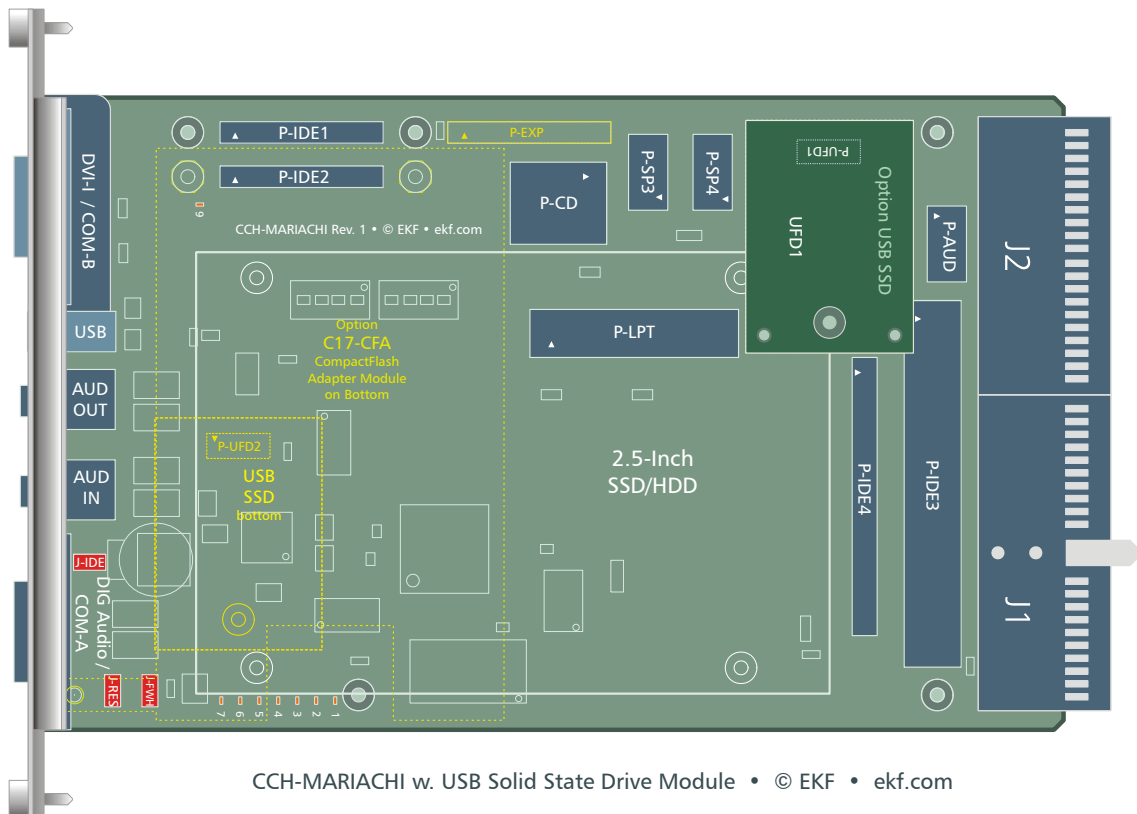 P-IDE1
P-EXP
P-IDE2
P-SP3
P-SP4
P-CD
P-UFD1
Option USB SSD
UFD1
P-AUD
J2
DVI-I / COM-B
9
CCH-MARIACHI Rev. 1 • © EKF • ekf.com
USB
Option
C17-CFA
CompactFlash
Adapter Module
on Bottom
P-LPT
AUD
OUT
P-UFD2
USB
SSD
bottom
2.5-Inch
SSD/HDD
AUD
IN
P-IDE4
P-IDE3
J-IDE
DIG Audio /
COM-A
J1
J-RES
J-FWH
7
6
5
4
3
2
1
CCH-MARIACHI w. USB Solid State Drive Module • © EKF • ekf.com